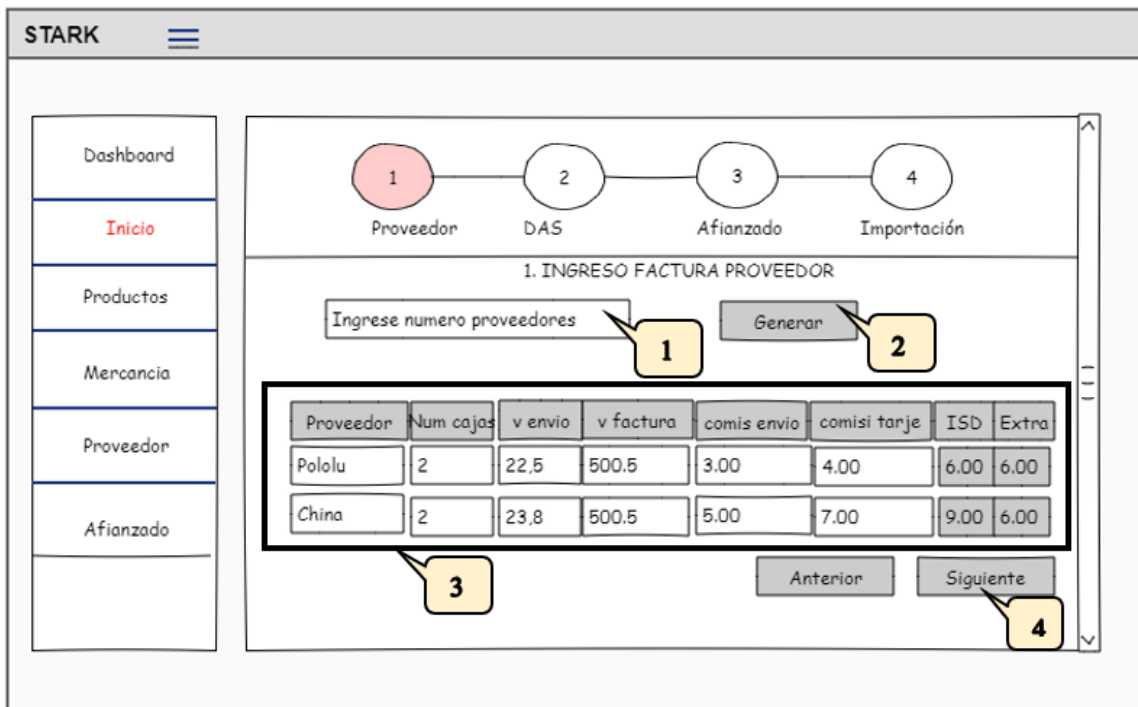 STARK
Dashboard
Inicio
Productos
Mercancia
Proveedor
Afianzado
1 2 3 4
Proveedor DAS Afianzado Importación
1. INGRESO FACTURA PROVEEDOR
Ingrese numero proveedores Generar
1 2
Proveedor Num cajas v envio v factura comis envio comisi tarje ISD Extra
Pololu 2 22,5 500.5 3.00 4.00 6.00 6.00
China 2 23,8 500.5 5.00 7.00 9.00 6.00
3
Anterior Siguiente
4